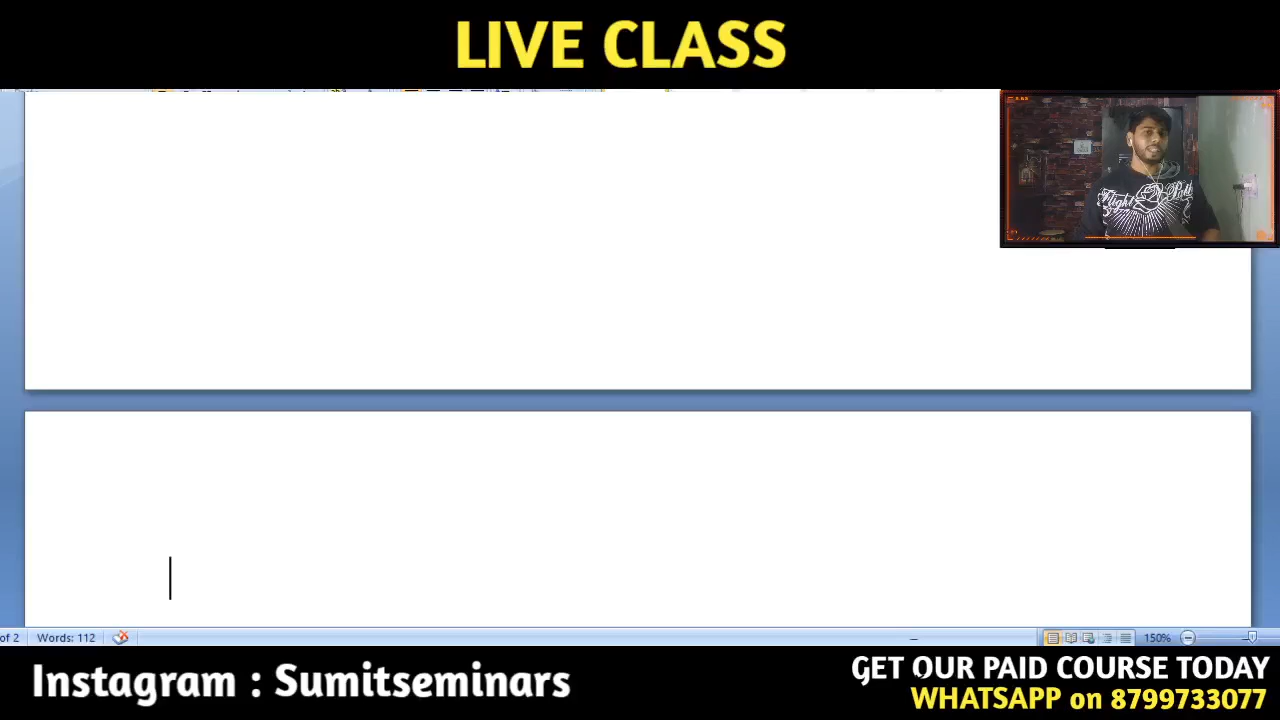 LIVE CLASS
of 2 Words: 112
150%
Instagram : Sumitseminars
GET OUR PAID COURSE TODAY
WHATSAPP on 8799733077